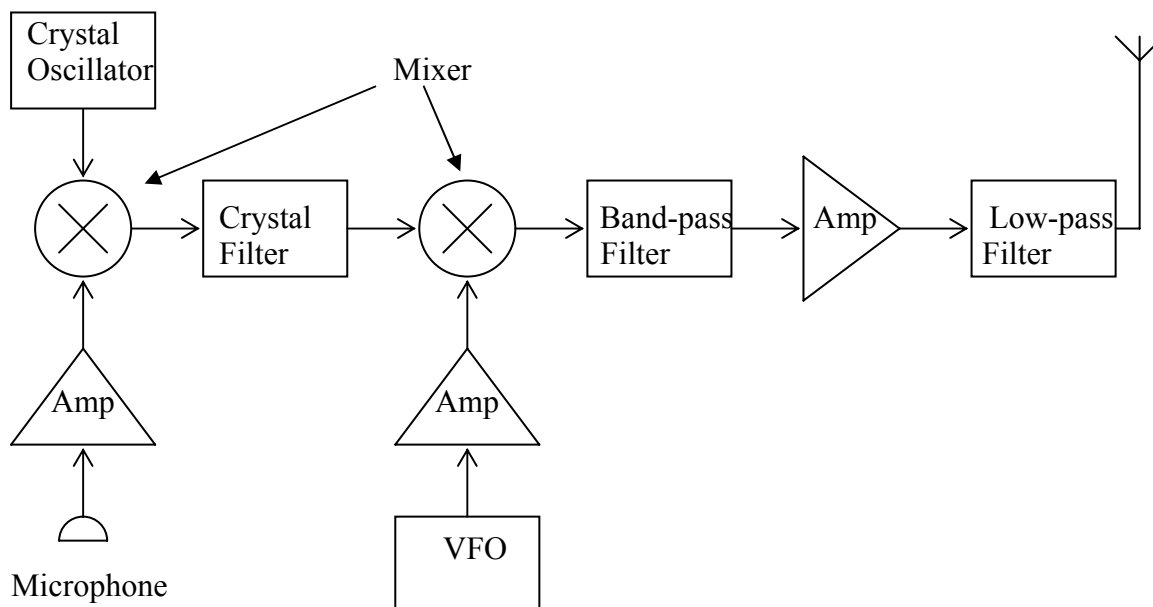 Crystal
Oscillator
Mixer
Crystal
Filter
Band-pass
Filter
Amp
Low-pass
Filter
Amp
Amp
VFO
Microphone